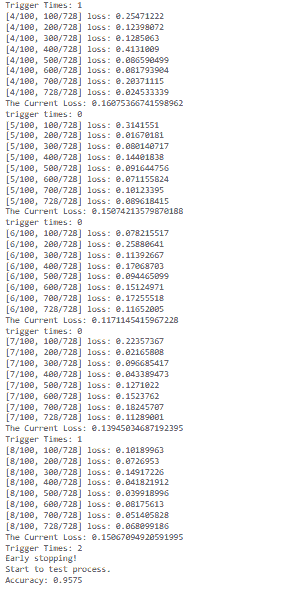 Trigger Times: 1
[4/100, 100/728] loss: 0.25471222
[4/100, 200/728] loss: 0.12398072
[4/100, 300/728] loss: 0.1285063
[4/100, 400/728] loss: 0.4131009
[4/100, 500/728] loss: 0.086590499
[4/100, 600/728] loss: 0.081793904
[4/100, 700/728] loss: 0.20371115
[4/100, 728/728] loss: 0.024533339
The Current Loss: 0.16075366741598962
trigger times: 0
[5/100, 100/728] loss: 0.3141551
[5/100, 200/728] loss: 0.01670181
[5/100, 300/728] loss: 0.080140717
[5/100, 400/728] loss: 0.14401838
[5/100, 500/728] loss: 0.091644756
[5/100, 600/728] loss: 0.071155824
[5/100, 700/728] loss: 0.10123395
[5/100, 728/728] loss: 0.089618415
The Current Loss: 0.15074213579870188
trigger times: 0
[6/100, 100/728] loss: 0.078215517
[6/100, 200/728] loss: 0.25880641
[6/100, 300/728] loss: 0.11392667
[6/100, 400/728] loss: 0.17068703
[6/100, 500/728] loss: 0.094465099
[6/100, 600/728] loss: 0.15124971
[6/100, 700/728] loss: 0.17255518
[6/100, 728/728] loss: 0.11652005
The Current Loss: 0.1171145415967228
trigger times: 0
[7/100, 100/728] loss: 0.22357367
[7/100, 200/728] loss: 0.02165808
[7/100, 300/728] loss: 0.096685417
[7/100, 400/728] loss: 0.043389473
[7/100, 500/728] loss: 0.1271022
[7/100, 600/728] loss: 0.1523762
[7/100, 700/728] loss: 0.18245707
[7/100, 728/728] loss: 0.11289001
The Current Loss: 0.13945034687192395
Trigger Times: 1
[8/100, 100/728] loss: 0.10189963
[8/100, 200/728] loss: 0.0726953
[8/100, 300/728] loss: 0.14917226
[8/100, 400/728] loss: 0.041821912
[8/100, 500/728] loss: 0.039918996
[8/100, 600/728] loss: 0.08175613
[8/100, 700/728] loss: 0.051405828
[8/100, 728/728] loss: 0.068099186
The Current Loss: 0.15067094920591995
Trigger Times: 2
Early stopping!
Start to test process.
Accuracy: 0.9575